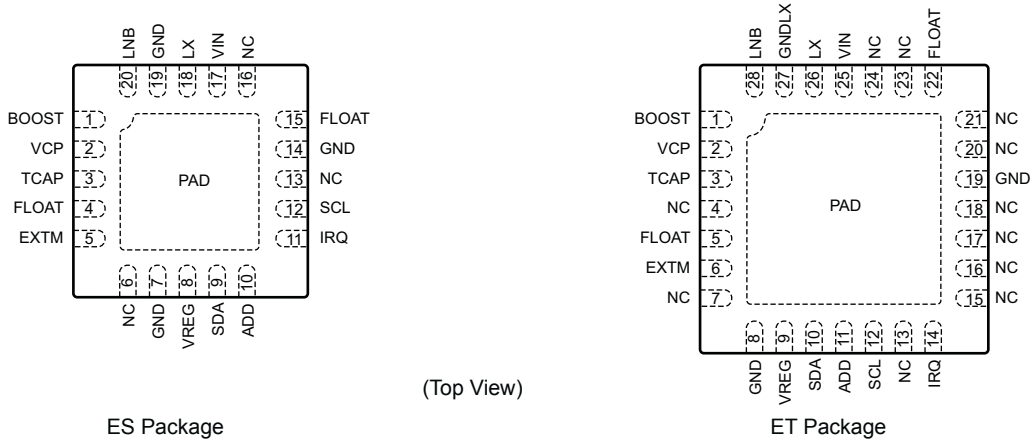 20 LNB
19 GND
18 LX
17 VIN
16 NC
BOOST 1
VCP 2
TCAP 3
FLOAT 4
EXTM 5
PAD
15 FLOAT
14 GND
13 NC
12 SCL
11 IRQ
NC 6
GND 7
VREG 8
SDA 9
ADD 10
ES Package
(Top View)
28 LNB
27 GNDLX
26 LX
25 VIN
24 NC
23 NC
22 FLOAT
BOOST 1
VCP 2
TCAP 3
NC 4
FLOAT 5
EXTM 6
NC 7
PAD
21 NC
20 NC
19 GND
18 NC
17 NC
16 NC
15 NC
GND 8
VREG 9
SDA 10
ADD 11
SCL 12
NC 13
IRQ 14
ET Package